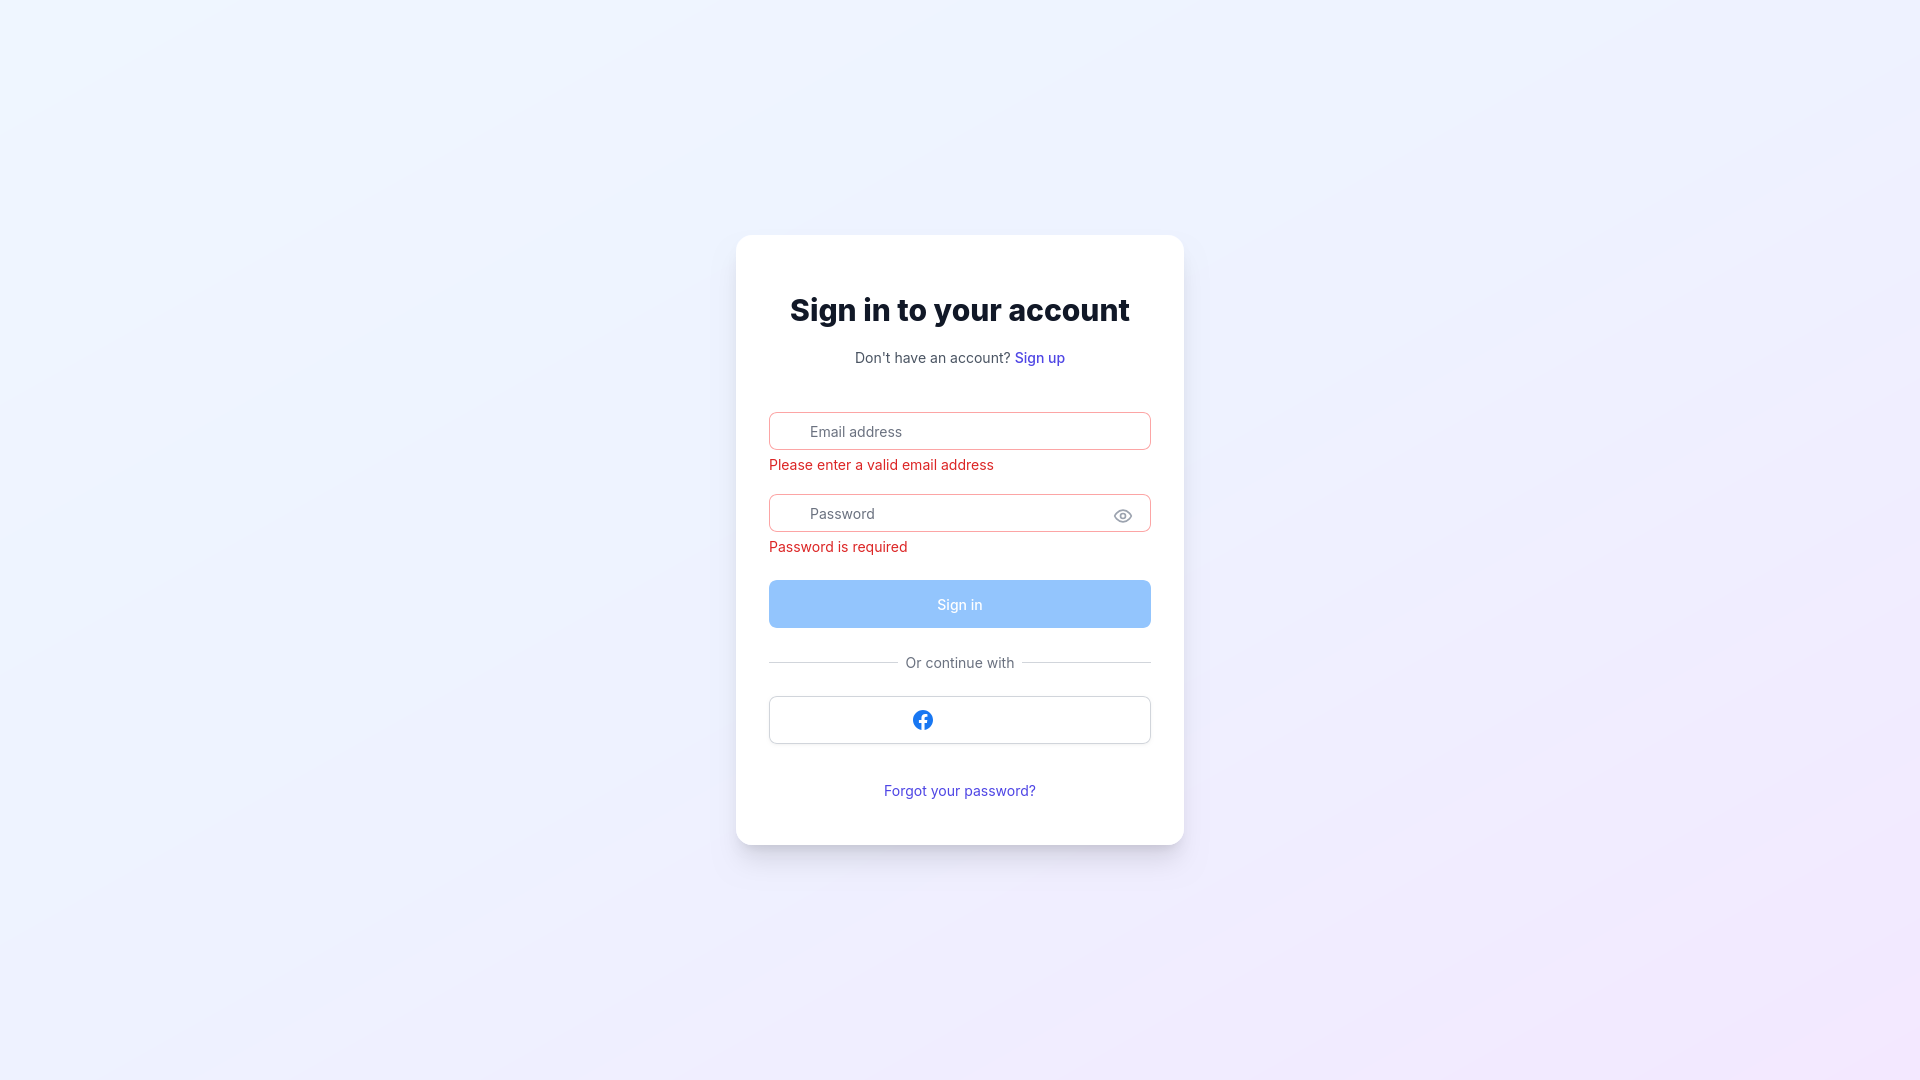 Sign in to your account
Don't have an account? Sign up
Email address
Please enter a valid email address
Password
Password is required
Sign in
Or continue with
Forgot your password?